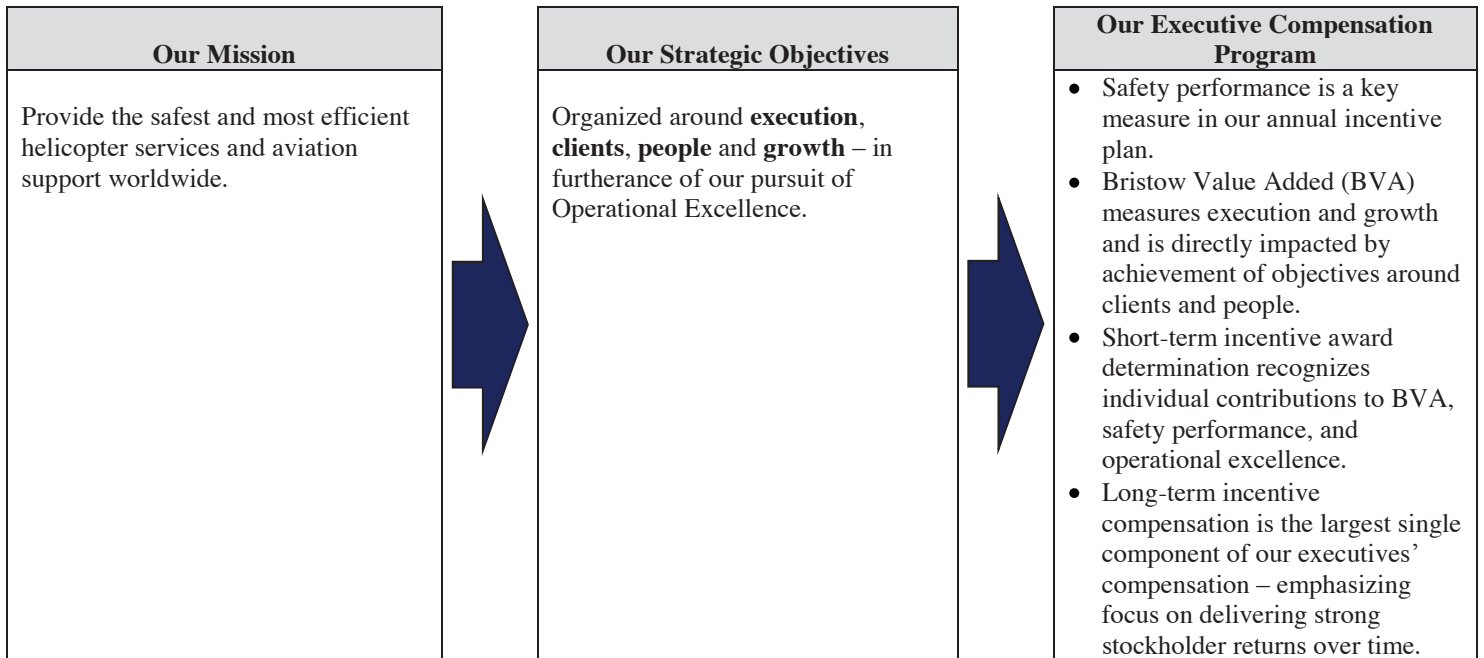 Our Mission
Provide the safest and most efficient
helicopter services and aviation
support worldwide.
Our Strategic Objectives
Organized around execution,
clients, people and growth – in
furtherance of our pursuit of
Operational Excellence.
Our Executive Compensation
Program
• Safety performance is a key
measure in our annual incentive
plan.
• Bristow Value Added (BVA)
measures execution and growth
and is directly impacted by
achievement of objectives around
clients and people.
• Short-term incentive award
determination recognizes
individual contributions to BVA,
safety performance, and
operational excellence.
• Long-term incentive
compensation is the largest single
component of our executives’
compensation – emphasizing
focus on delivering strong
stockholder returns over time.